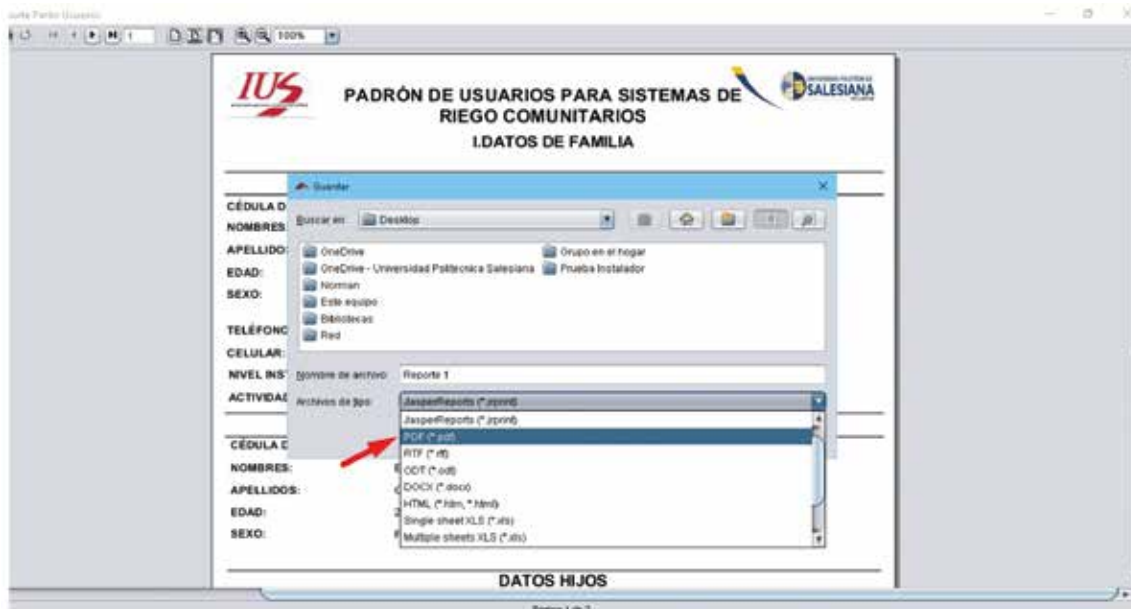 100%
IUS
PADRÓN DE USUARIOS PARA SISTEMAS DE
RIEGO COMUNITARIOS
SALESIANA
I.DATOS DE FAMILIA
Guardar
CÉDULA D
Buscar en: Desktop
NOMBRES
APELLIDO
OneDrive
Grupo en el hogar
EDAD:
OneDrive - Universidad Politecnica Salesiana
Prueba Instalador
Norman
SEXO:
Este equipo
Bibliotecas
TELÉFONO
Red
CELULAR:
NIVEL INS
Nombre de archivo: Reporte 1
ACTIVIDAD
Archivos de tipo: JasperReports (*.jrprint)
JasperReports (*.jrprint)
PDF (*.pdf)
RTF (*.rtf)
ODT (*.odt)
DOCX (*.docx)
HTML (*.htm, *.html)
Single sheet XLS (*.xls)
Multiple sheets XLS (*.xls)
CÉDULA D
NOMBRES:
APELLIDOS:
EDAD: 2
SEXO:
DATOS HIJOS